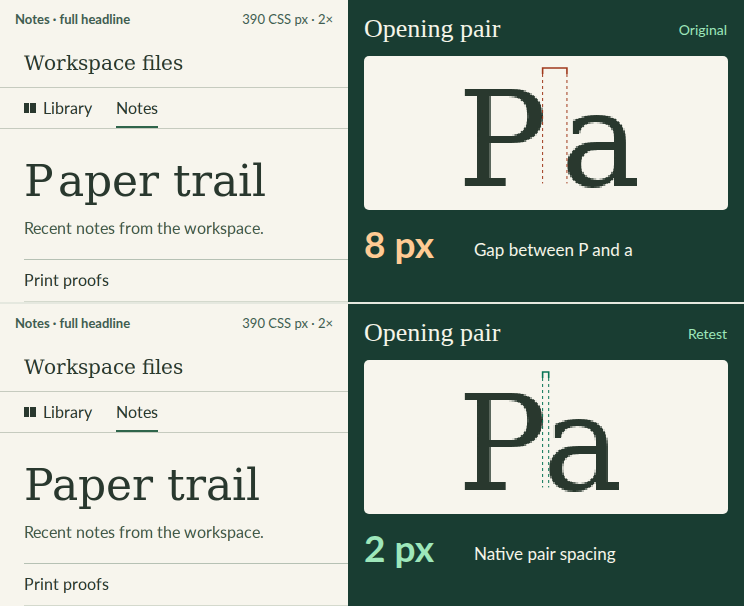 Notes · full headline 390 CSS px · 2×
Workspace files
Library Notes
P aper trail
Recent notes from the workspace.
Print proofs
Opening pair Original
P a
8 px Gap between P and a
Notes · full headline 390 CSS px · 2×
Workspace files
Library Notes
Paper trail
Recent notes from the workspace.
Print proofs
Opening pair Retest
Pa
2 px Native pair spacing